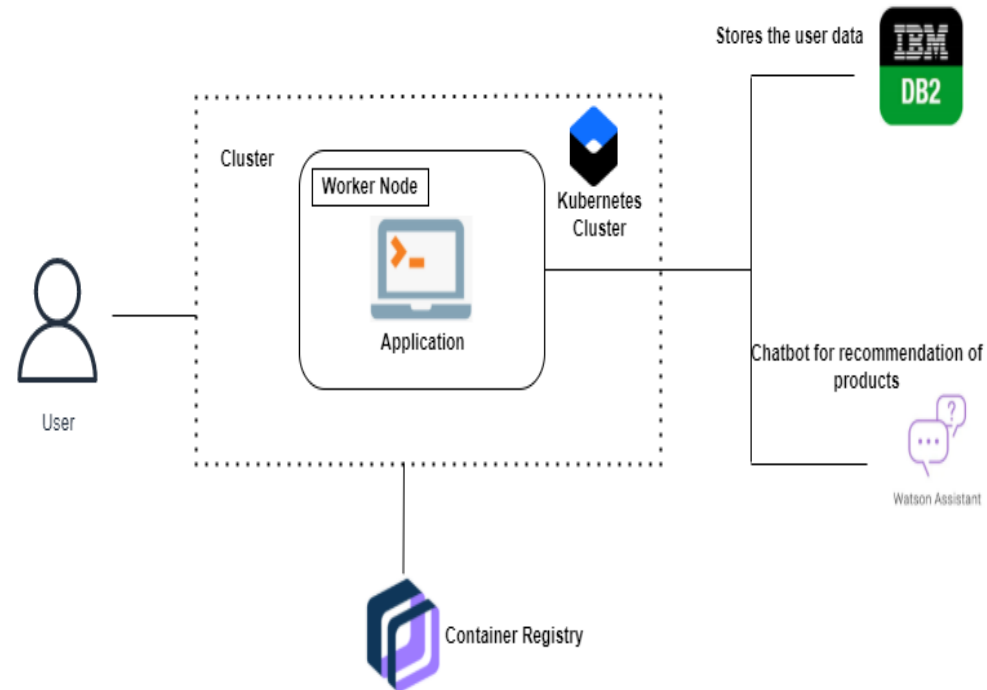 Stores the user data
IBM
DB2
Cluster
Worker Node
Kubernetes
Cluster
Application
User
Chatbot for recommendation of
products
?
Watson Assistant
Container Registry